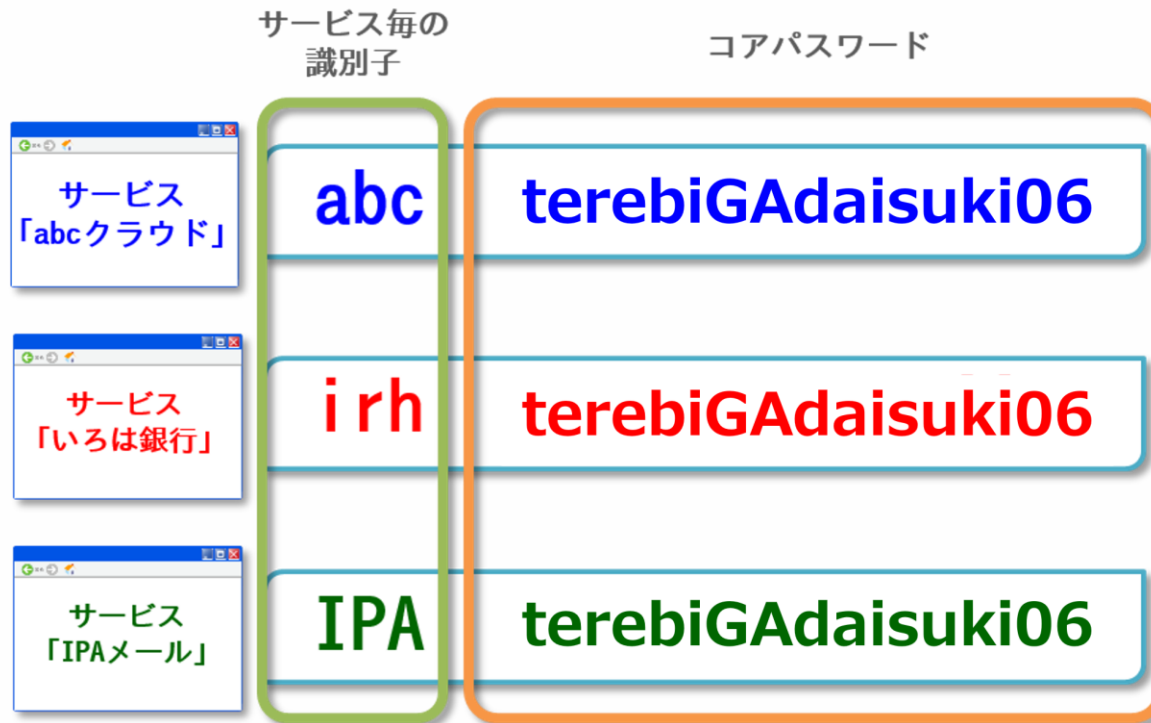 サービス毎の
識別子
コアパスワード
サービス
「abcクラウド」
abc
terebiGAdaisuki06
サービス
「いろは銀行」
irh
terebiGAdaisuki06
サービス
「IPAメール」
IPA
terebiGAdaisuki06